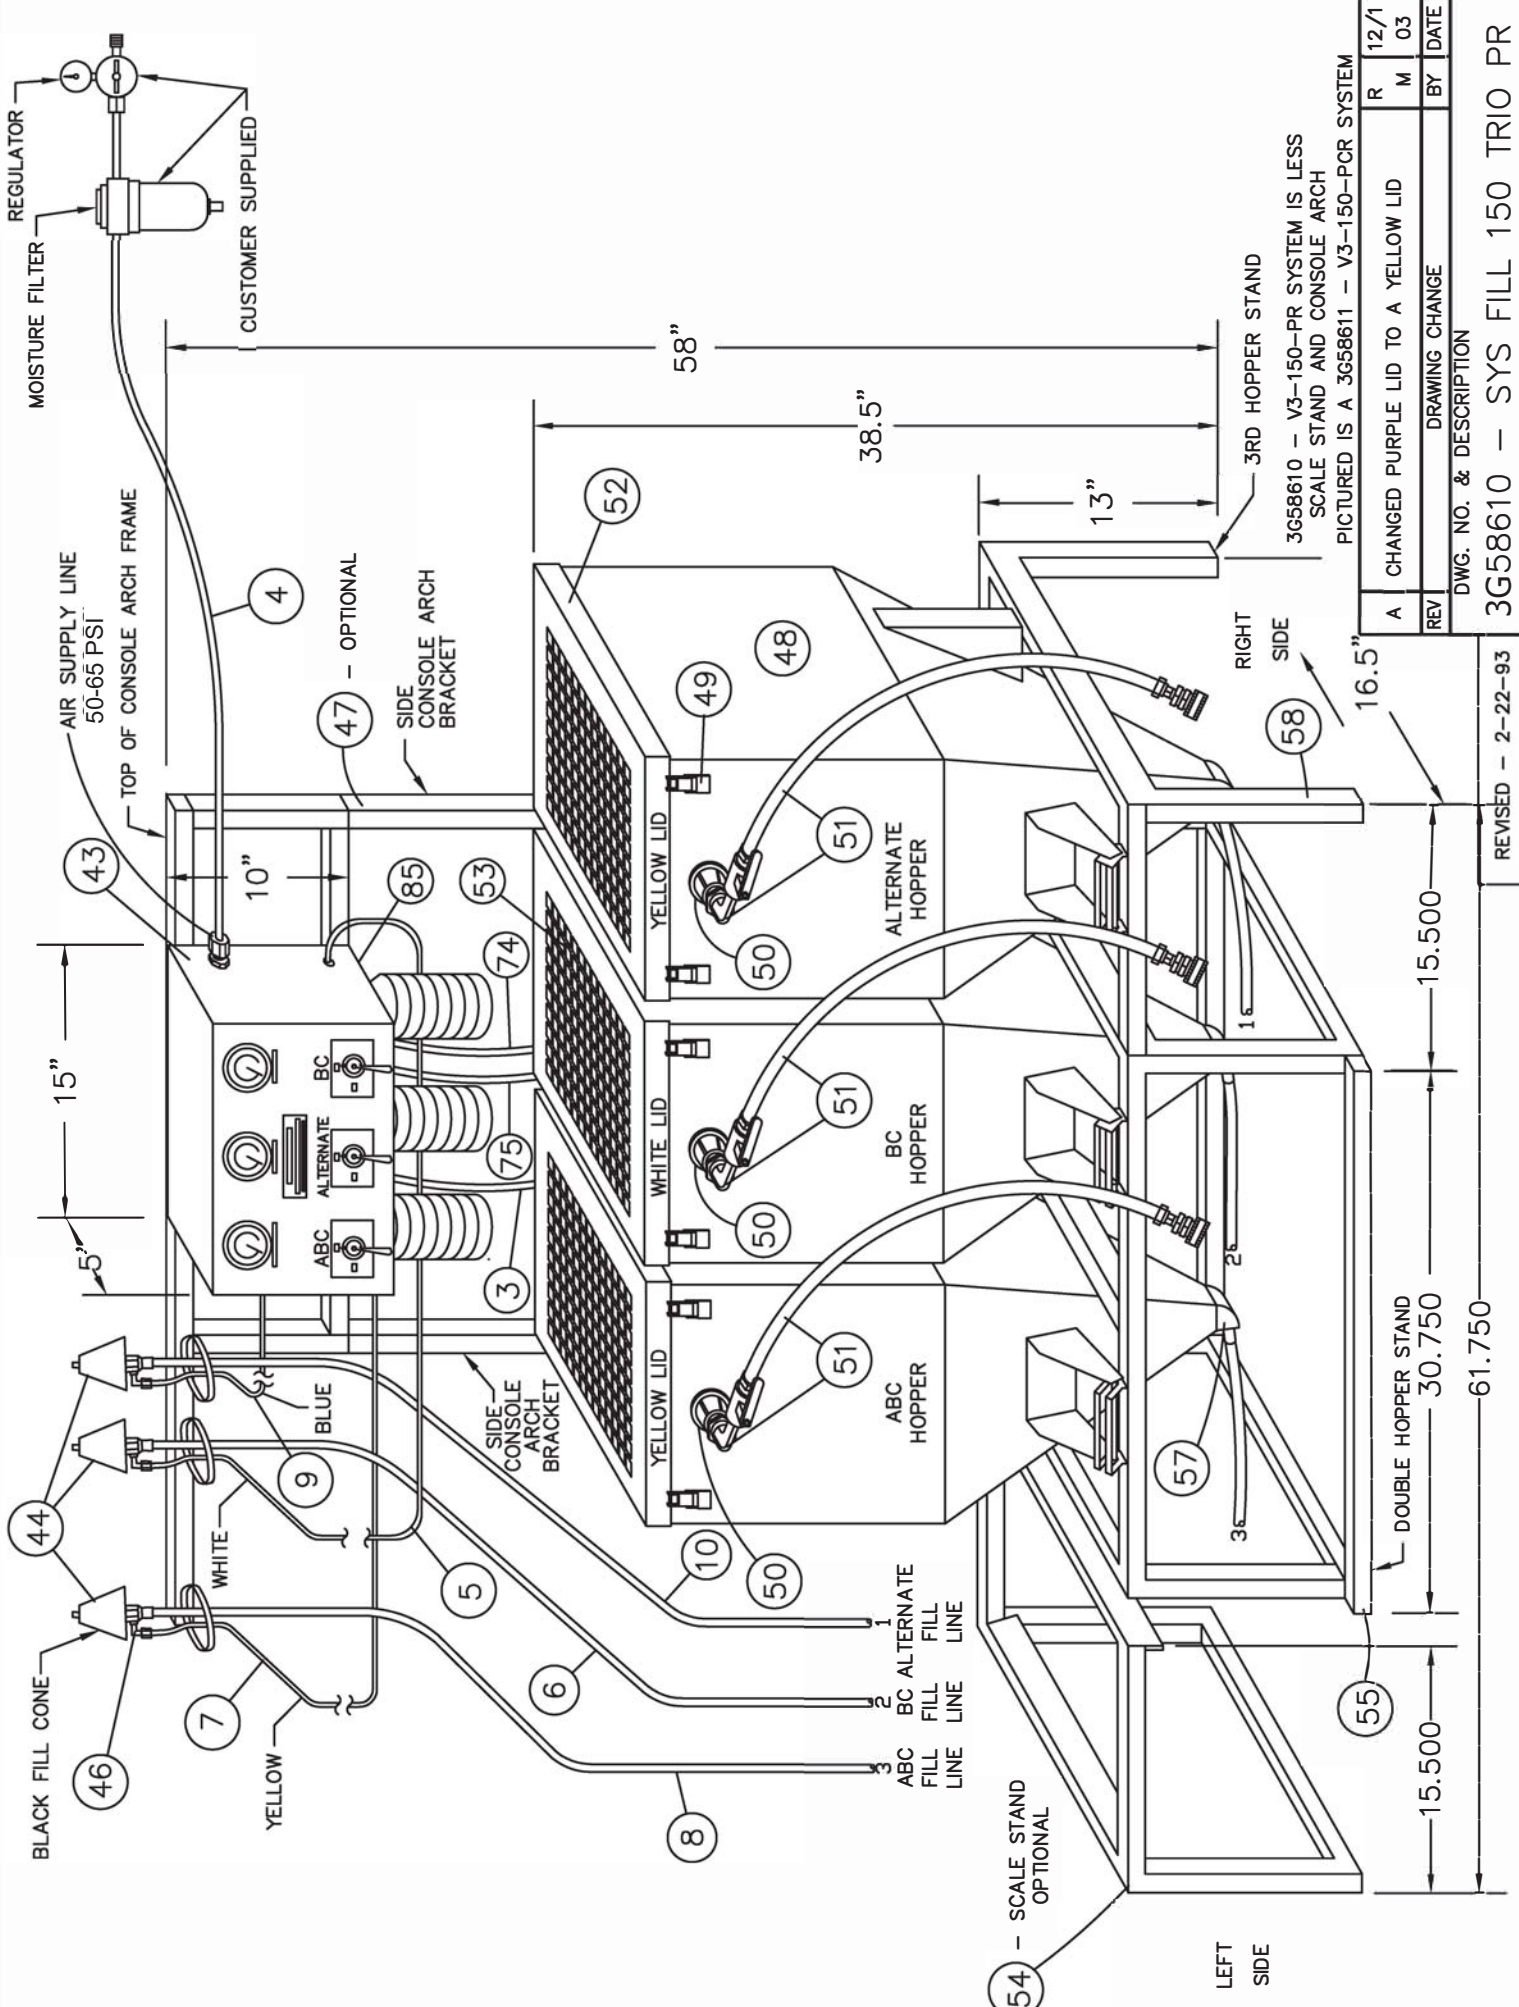 REGULATOR
MOISTURE FILTER
CUSTOMER SUPPLIED
AIR SUPPLY LINE
50-65 PSI
TOP OF CONSOLE ARCH FRAME
BLACK FILL CONE
44
46
7
YELLOW
WHITE
9
BLUE
5
6
8
10
SIDE
CONSOLE
ARCH
BRACKET
5"
15"
10"
43
4
47 - OPTIONAL
SIDE
CONSOLE ARCH
BRACKET
ABC
ALTERNATE
BC
85
74
75
3
53
52
58"
38.5"
13"
YELLOW LID
WHITE LID
YELLOW LID
49
48
50
50
50
51
51
51
ABC
HOPPER
BC
HOPPER
ALTERNATE
HOPPER
3
ABC
FILL
LINE
2
BC
FILL
LINE
1
ALTERNATE
FILL
LINE
54 - SCALE STAND
OPTIONAL
LEFT
SIDE
RIGHT
SIDE
3RD HOPPER STAND
58
57
55
3
2
1
DOUBLE HOPPER STAND
15.500
30.750
15.500
16.5"
61.750
3G58610 - V3-150-PR SYSTEM IS LESS
SCALE STAND AND CONSOLE ARCH
PICTURED IS A 3G58611 - V3-150-PCR SYSTEM
A CHANGED PURPLE LID TO A YELLOW LID R M 12/1 03
REV DRAWING CHANGE BY DATE
DWG. NO. & DESCRIPTION
3G58610 - SYS FILL 150 TRIO PR
REVISED - 2-22-93